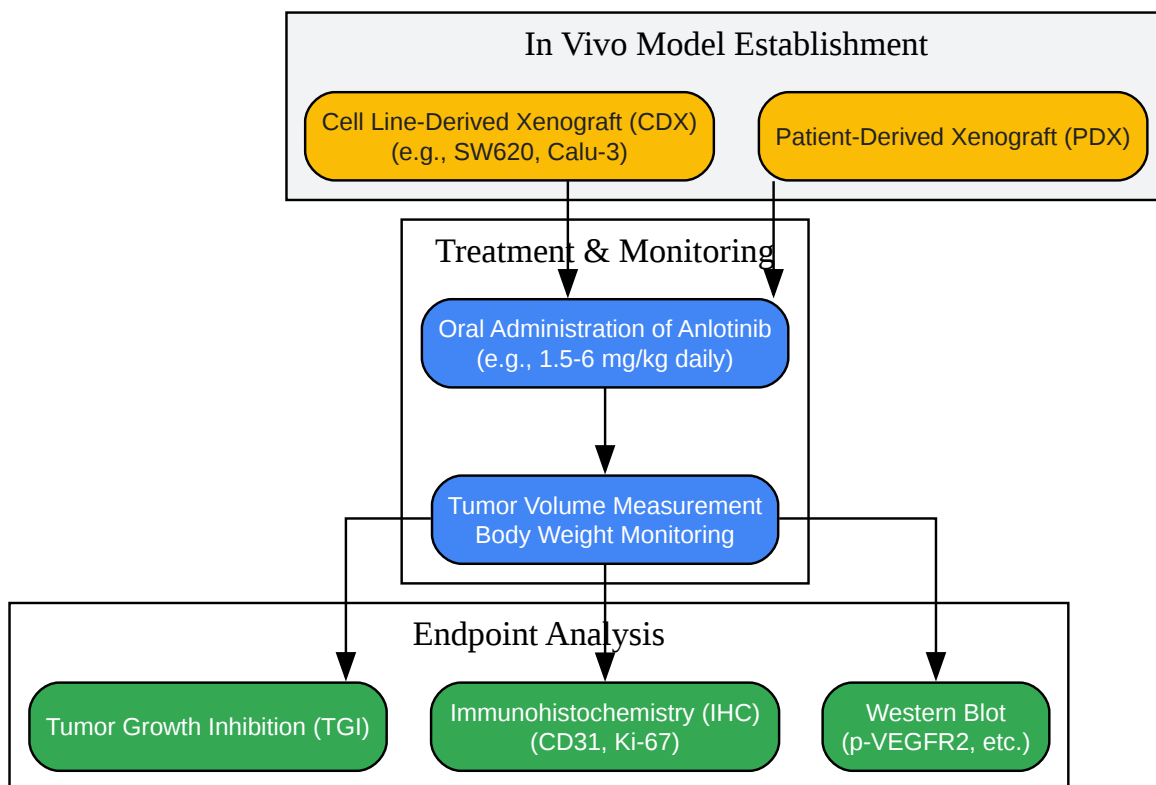 In Vivo Model Establishment
Cell Line-Derived Xenograft (CDX)
(e.g., SW620, Calu-3)
Patient-Derived Xenograft (PDX)
Treatment & Monitoring
Oral Administration of Anlotinib
(e.g., 1.5-6 mg/kg daily)
Tumor Volume Measurement
Body Weight Monitoring
Endpoint Analysis
Tumor Growth Inhibition (TGI)
Immunohistochemistry (IHC)
(CD31, Ki-67)
Western Blot
(p-VEGFR2, etc.)